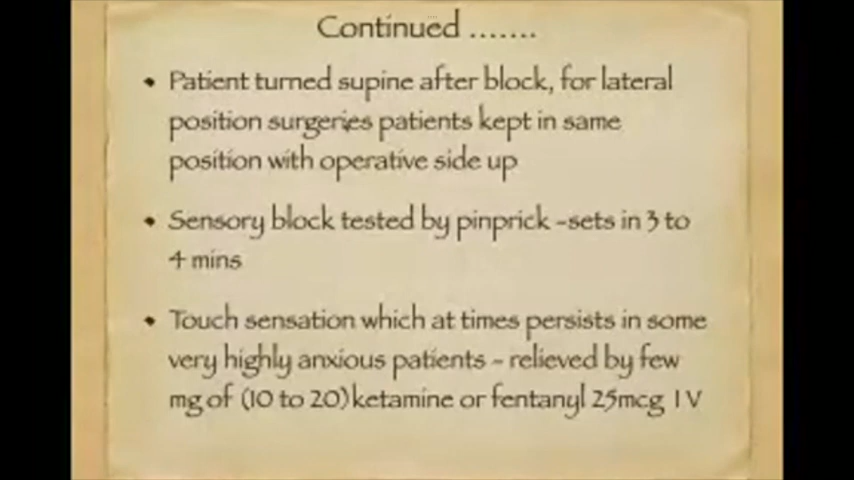 Continued .......
• Patient turned supine after block, for lateral
position surgeries patients kept in same
position with operative side up
• Sensory block tested by pinprick -sets in 3 to
4 mins
• Touch sensation which at times persists in some
very highly anxious patients - relieved by few
mg of (10 to 20) ketamine or fentanyl 25mcg I V